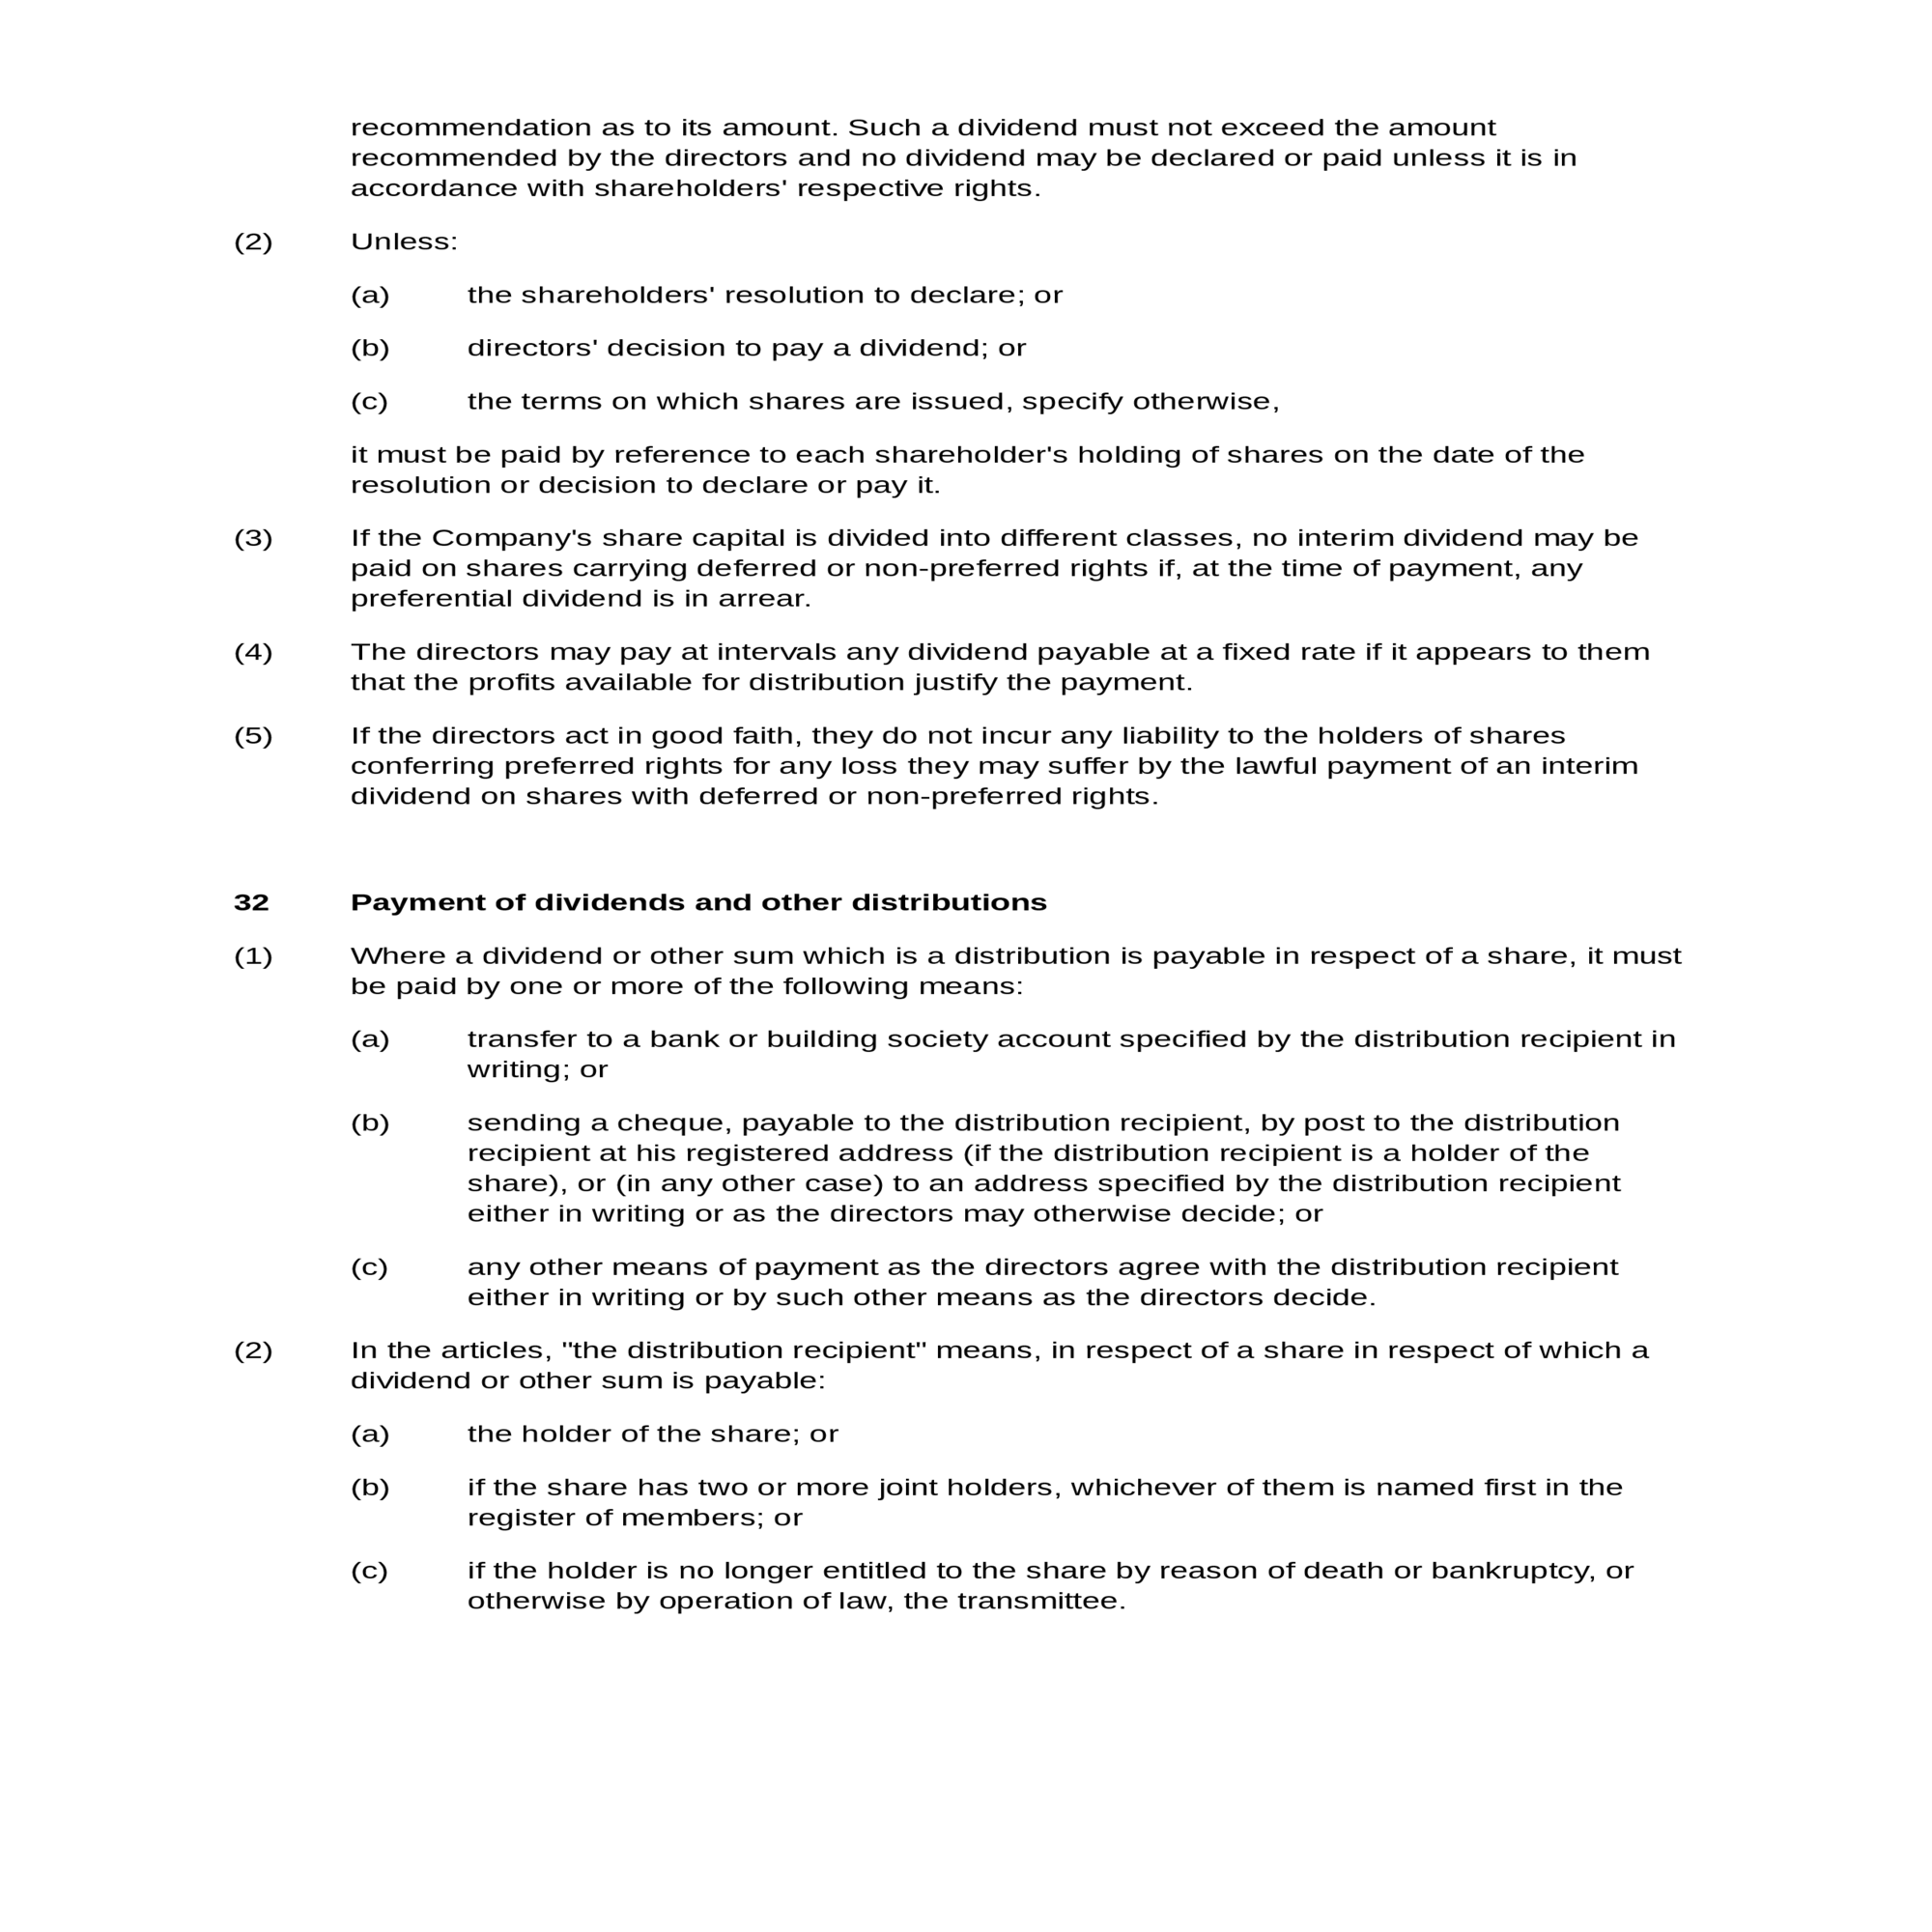 recommendation as to its amount. Such a dividend must not exceed the amount
recommended by the directors and no dividend may be declared or paid unless it is in
accordance with shareholders' respective rights.
(2) Unless:
(a) the shareholders' resolution to declare; or
(b) directors' decision to pay a dividend; or
(c) the terms on which shares are issued, specify otherwise,
it must be paid by reference to each shareholder's holding of shares on the date of the
resolution or decision to declare or pay it.
(3) If the Company's share capital is divided into different classes, no interim dividend may be
paid on shares carrying deferred or non-preferred rights if, at the time of payment, any
preferential dividend is in arrear.
(4) The directors may pay at intervals any dividend payable at a fixed rate if it appears to them
that the profits available for distribution justify the payment.
(5) If the directors act in good faith, they do not incur any liability to the holders of shares
conferring preferred rights for any loss they may suffer by the lawful payment of an interim
dividend on shares with deferred or non-preferred rights.
32 Payment of dividends and other distributions
(1) Where a dividend or other sum which is a distribution is payable in respect of a share, it must
be paid by one or more of the following means:
(a) transfer to a bank or building society account specified by the distribution recipient in
writing; or
(b) sending a cheque, payable to the distribution recipient, by post to the distribution
recipient at his registered address (if the distribution recipient is a holder of the
share), or (in any other case) to an address specified by the distribution recipient
either in writing or as the directors may otherwise decide; or
(c) any other means of payment as the directors agree with the distribution recipient
either in writing or by such other means as the directors decide.
(2) In the articles, "the distribution recipient" means, in respect of a share in respect of which a
dividend or other sum is payable:
(a) the holder of the share; or
(b) if the share has two or more joint holders, whichever of them is named first in the
register of members; or
(c) if the holder is no longer entitled to the share by reason of death or bankruptcy, or
otherwise by operation of law, the transmittee.